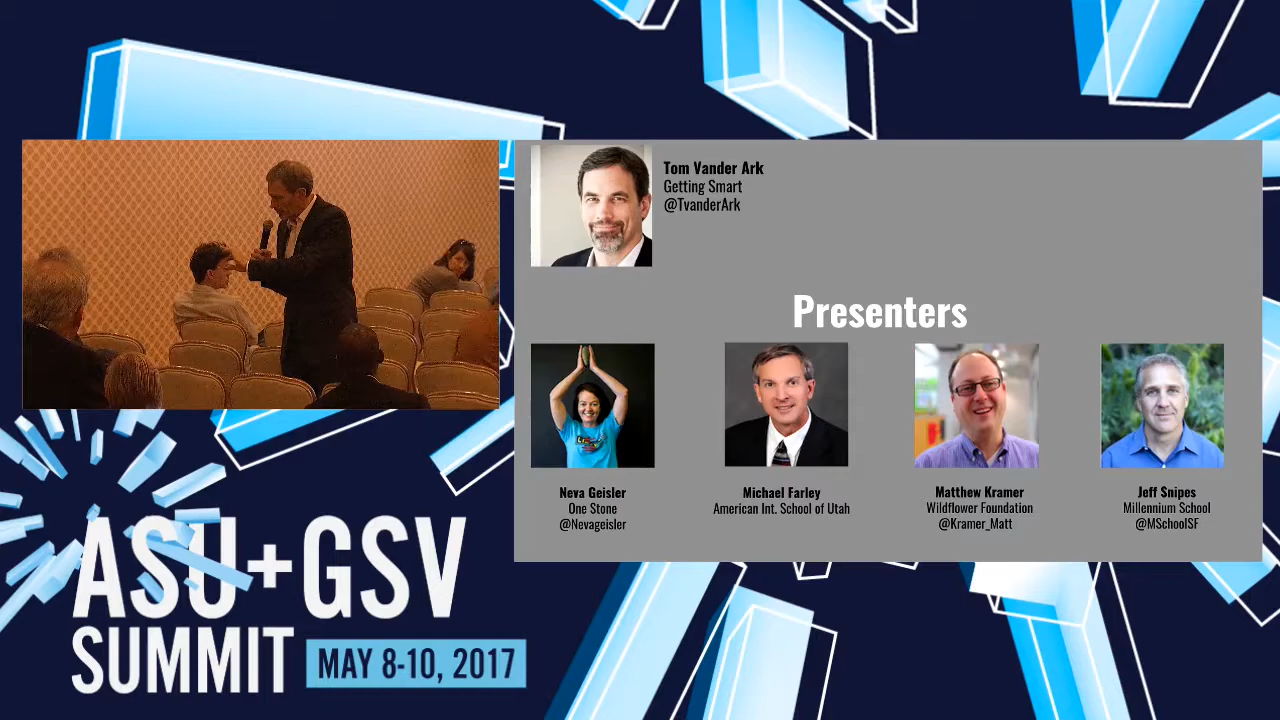 Tom Vander Ark
Getting Smart
@TvanderArk
Presenters
Neva Geisler
One Stone
@Nevageisler
Michael Farley
American Int. School of Utah
Matthew Kramer
Wildflower Foundation
@Kramer_Matt
Jeff Snipes
Millennium School
@MSchoolSF
ASU+GSV
SUMMIT
MAY 8-10, 2017